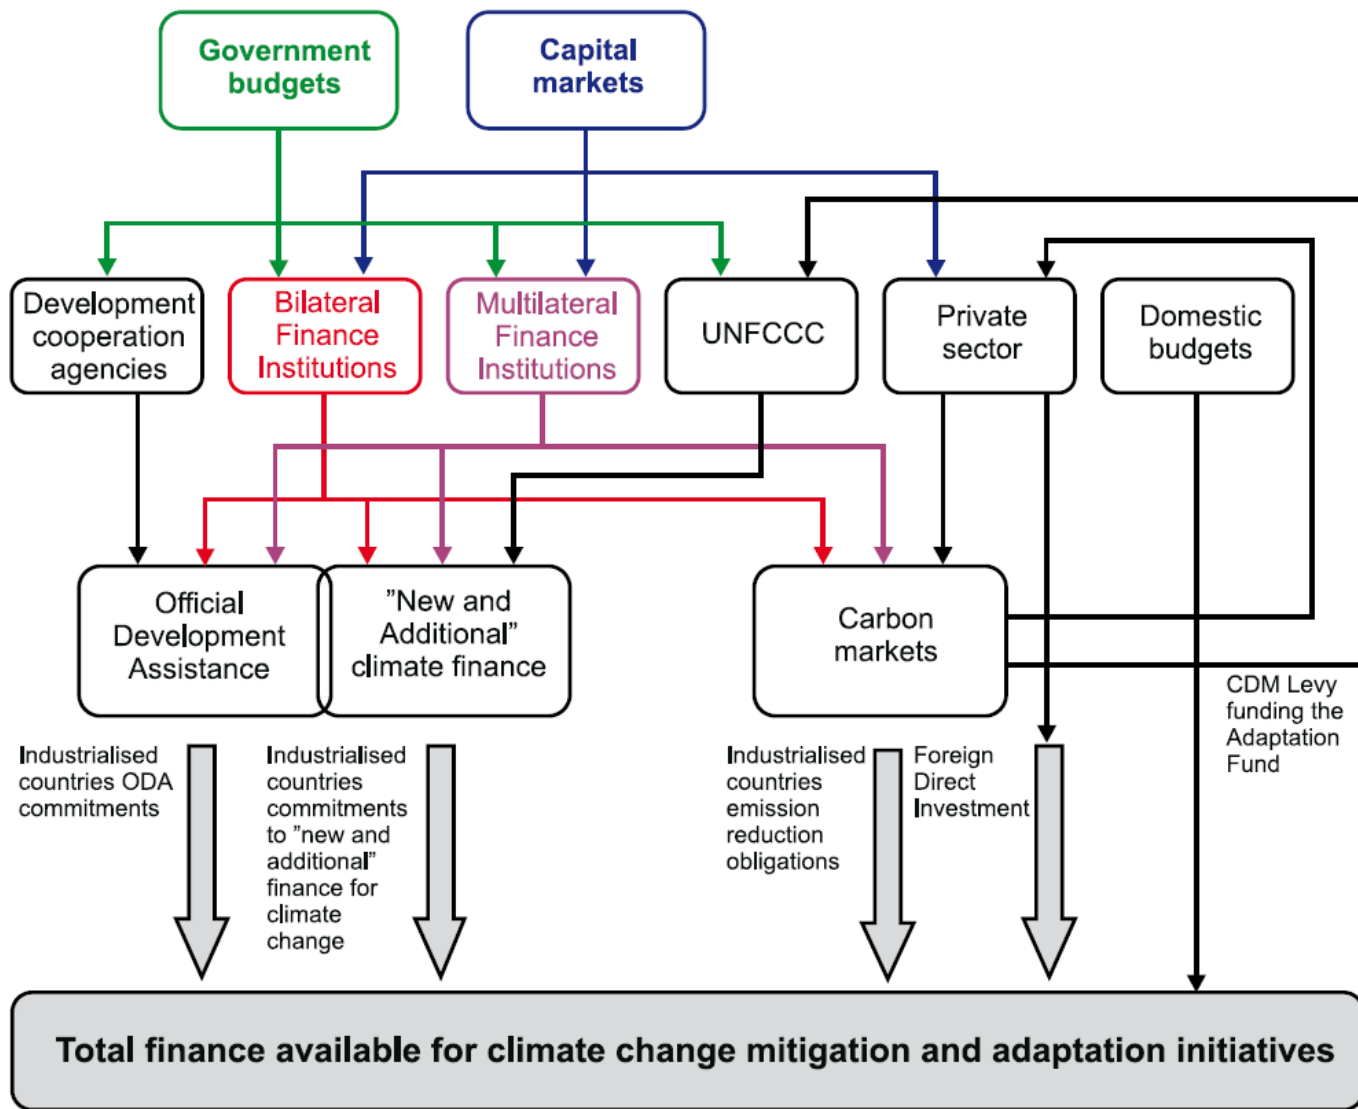 Government
budgets
Capital
markets
Development
cooperation
agencies
Bilateral
Finance
Institutions
Multilateral
Finance
Institutions
UNFCCC
Private
sector
Domestic
budgets
Official
Development
Assistance
”New and
Additional”
climate finance
Carbon
markets
CDM Levy
funding the
Adaptation
Fund
Industrialised
countries ODA
commitments
Industrialised
countries
commitments
to ”new and
additional”
finance for
climate
change
Industrialised
countries
emission
reduction
obligations
Foreign
Direct
Investment
Total finance available for climate change mitigation and adaptation initiatives